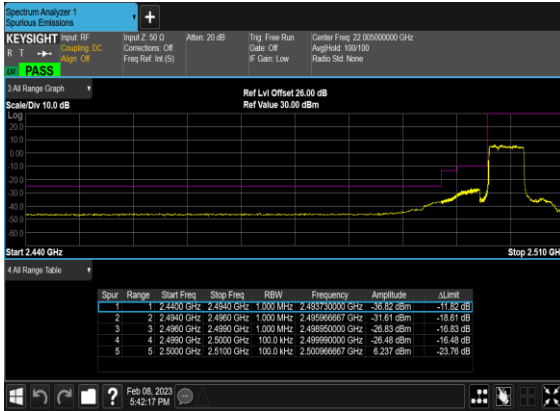 Spectrum Analyzer 1
Spurious Emissions
+
KEYSIGHT Input: RF Input Z: 50 Ω Atten: 20 dB Trig: Free Run Center Freq: 22.005000000 GHz
R T Coupling: DC Corrections: Off Gate: Off Avg|Hold: 100/100
Align: Off Freq Ref: Int (S) IF Gain: Low Radio Std: None
PASS
3 All Range Graph
Ref Lvl Offset 26.00 dB
Scale/Div 10.0 dB Ref Value 30.00 dBm
Log
20.0
10.0
0.00
-10.0
-20.0
-30.0
-40.0
-50.0
-60.0
Start 2.440 GHz Stop 2.510 GH
4 All Range Table
Spur Range Start Freq Stop Freq RBW Frequency Amplitude ΔLimit
1 1 2.4400 GHz 2.4940 GHz 1.000 MHz 2.493730000 GHz -36.82 dBm -11.82 dB
2 2 2.4940 GHz 2.4960 GHz 1.000 MHz 2.495966667 GHz -31.61 dBm -18.61 dB
3 3 2.4960 GHz 2.4990 GHz 1.000 MHz 2.498950000 GHz -26.83 dBm -16.83 dB
4 4 2.4990 GHz 2.5000 GHz 100.0 kHz 2.499990000 GHz -26.48 dBm -16.48 dB
5 5 2.5000 GHz 2.5100 GHz 100.0 kHz 2.500966667 GHz 6.237 dBm -23.76 dB
?
Feb 08, 2023
5:42:17 PM